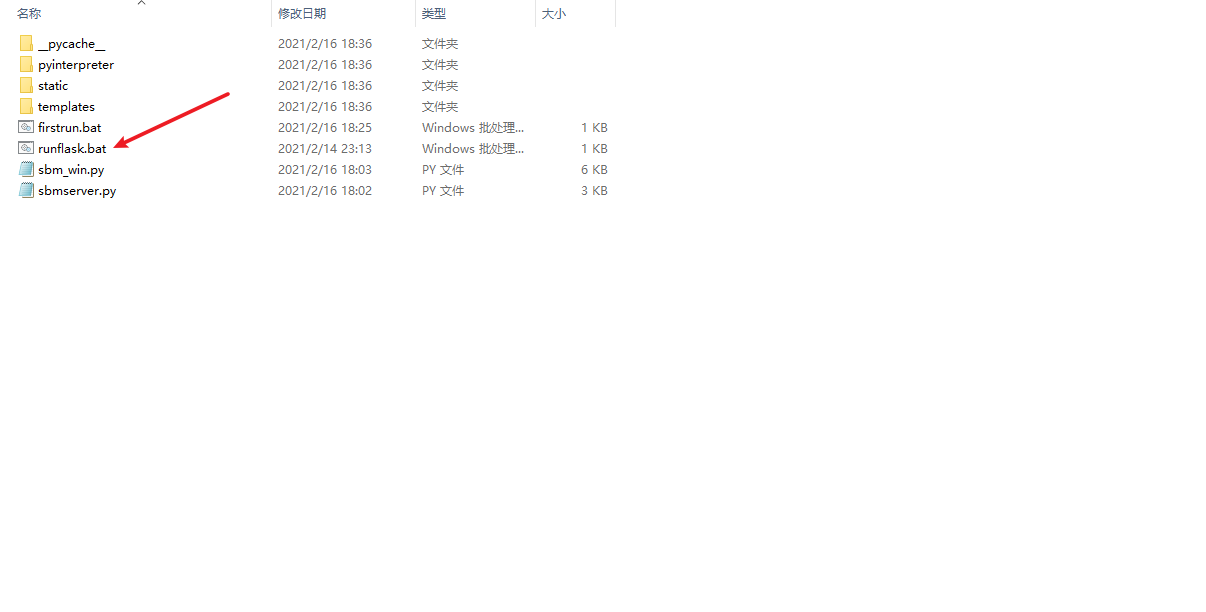 名称 修改日期 类型 大小
__pycache__ 2021/2/16 18:36 文件夹
pyinterpreter 2021/2/16 18:36 文件夹
static 2021/2/16 18:36 文件夹
templates 2021/2/16 18:36 文件夹
firstrun.bat 2021/2/16 18:25 Windows 批处理... 1 KB
runflask.bat 2021/2/14 23:13 Windows 批处理... 1 KB
sbm_win.py 2021/2/16 18:03 PY 文件 6 KB
sbmserver.py 2021/2/16 18:02 PY 文件 3 KB